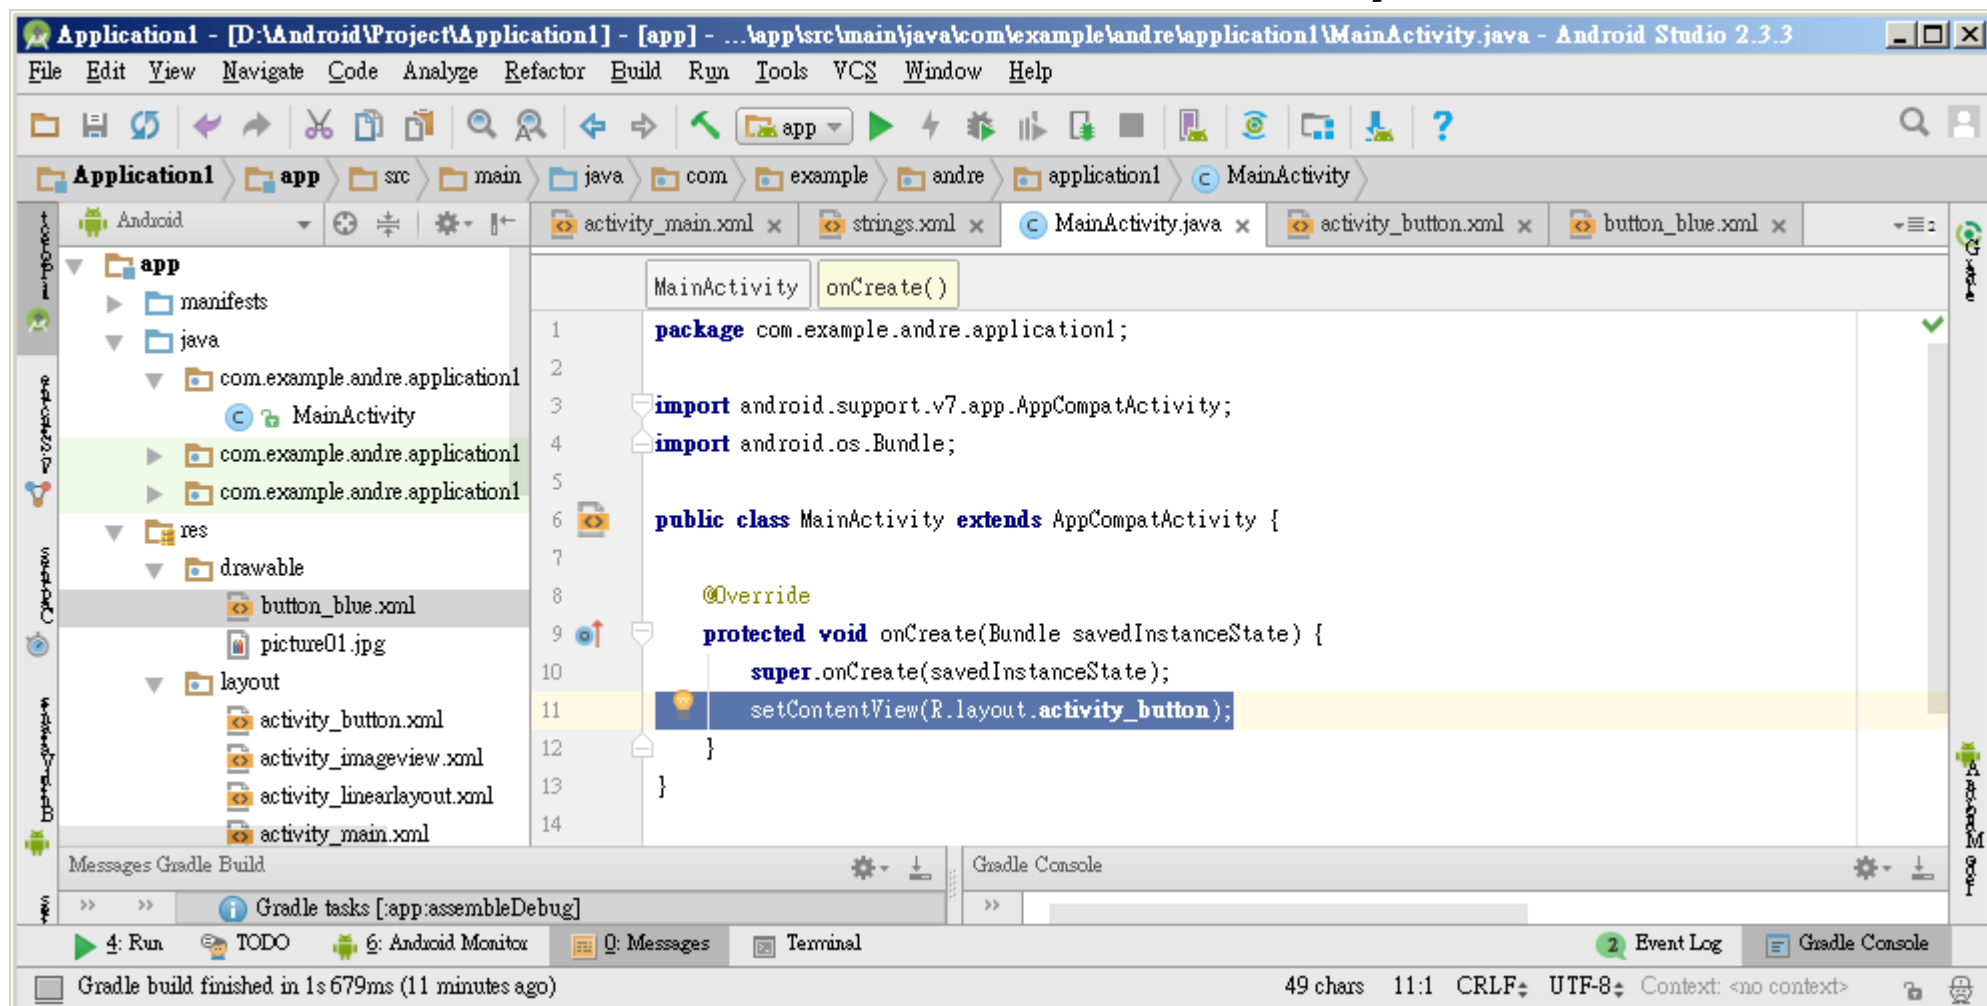 Application1 - [D:\Android\Project\Application1] - [app] - ...\app\src\main\java\com\example\andre\application1\MainActivity.java - Android Studio 2.3.3
File Edit View Navigate Code Analyze Refactor Build Run Tools VCS Window Help
app
Application1 app src main java com example andre application1 MainActivity
Android
activity_main.xml strings.xml MainActivity.java activity_button.xml button_blue.xml
app
manifests
java
com.example.andre.application1
MainActivity
com.example.andre.application1
com.example.andre.application1
res
drawable
button_blue.xml
picture01.jpg
layout
activity_button.xml
activity_imageview.xml
activity_linearlayout.xml
activity_main.xml
MainActivity onCreate()
1 package com.example.andre.application1;
2
3 import android.support.v7.app.AppCompatActivity;
4 import android.os.Bundle;
5
6 public class MainActivity extends AppCompatActivity {
7
8 @Override
9 protected void onCreate(Bundle savedInstanceState) {
10 super.onCreate(savedInstanceState);
11 setContentView(R.layout.activity_button);
12 }
13 }
14
Messages Gradle Build
Gradle Console
Gradle tasks [:app:assembleDebug]
4: Run TODO 6: Android Monitor 0: Messages Terminal 2 Event Log Gradle Console
Gradle build finished in 1s 679ms (11 minutes ago) 49 chars 11:1 CRLF UTF-8 Context: <no context>